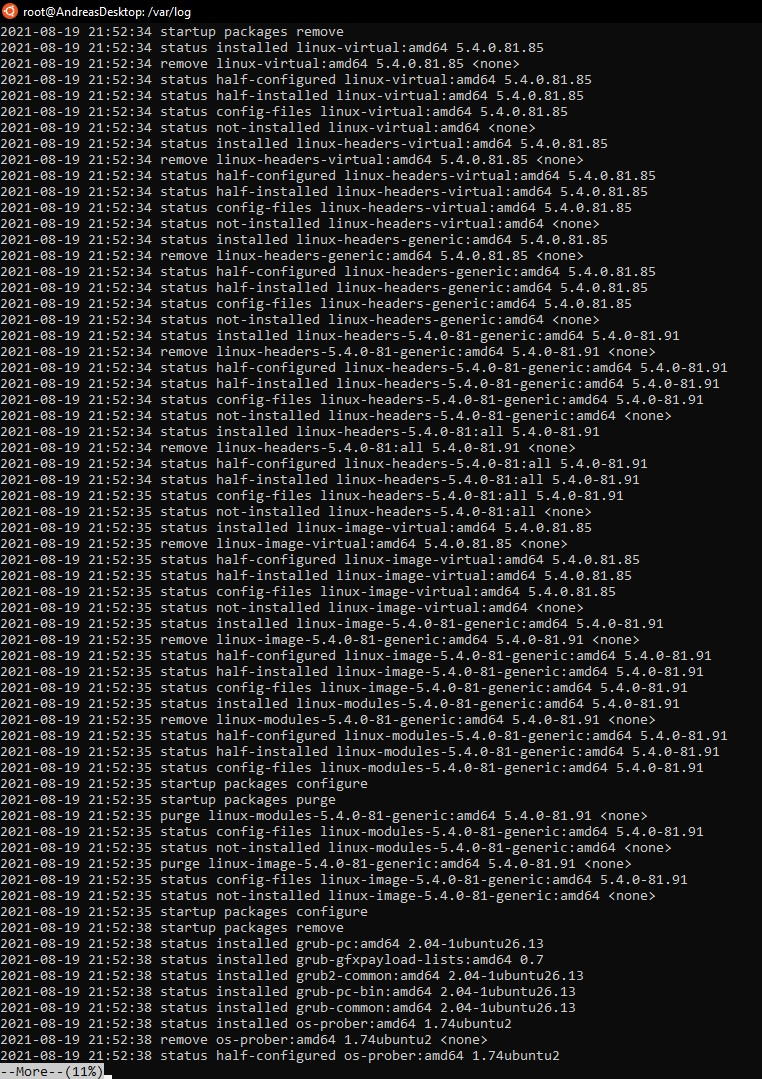 root@AndreasDesktop: /var/log
2021-08-19 21:52:34 startup packages remove
2021-08-19 21:52:34 status installed linux-virtual:amd64 5.4.0.81.85
2021-08-19 21:52:34 remove linux-virtual:amd64 5.4.0.81.85 <none>
2021-08-19 21:52:34 status half-configured linux-virtual:amd64 5.4.0.81.85
2021-08-19 21:52:34 status half-installed linux-virtual:amd64 5.4.0.81.85
2021-08-19 21:52:34 status config-files linux-virtual:amd64 5.4.0.81.85
2021-08-19 21:52:34 status not-installed linux-virtual:amd64 <none>
2021-08-19 21:52:34 status installed linux-headers-virtual:amd64 5.4.0.81.85
2021-08-19 21:52:34 remove linux-headers-virtual:amd64 5.4.0.81.85 <none>
2021-08-19 21:52:34 status half-configured linux-headers-virtual:amd64 5.4.0.81.85
2021-08-19 21:52:34 status half-installed linux-headers-virtual:amd64 5.4.0.81.85
2021-08-19 21:52:34 status config-files linux-headers-virtual:amd64 5.4.0.81.85
2021-08-19 21:52:34 status not-installed linux-headers-virtual:amd64 <none>
2021-08-19 21:52:34 status installed linux-headers-generic:amd64 5.4.0.81.85
2021-08-19 21:52:34 remove linux-headers-generic:amd64 5.4.0.81.85 <none>
2021-08-19 21:52:34 status half-configured linux-headers-generic:amd64 5.4.0.81.85
2021-08-19 21:52:34 status half-installed linux-headers-generic:amd64 5.4.0.81.85
2021-08-19 21:52:34 status config-files linux-headers-generic:amd64 5.4.0.81.85
2021-08-19 21:52:34 status not-installed linux-headers-generic:amd64 <none>
2021-08-19 21:52:34 status installed linux-headers-5.4.0-81-generic:amd64 5.4.0-81.91
2021-08-19 21:52:34 remove linux-headers-5.4.0-81-generic:amd64 5.4.0-81.91 <none>
2021-08-19 21:52:34 status half-configured linux-headers-5.4.0-81-generic:amd64 5.4.0-81.91
2021-08-19 21:52:34 status half-installed linux-headers-5.4.0-81-generic:amd64 5.4.0-81.91
2021-08-19 21:52:34 status config-files linux-headers-5.4.0-81-generic:amd64 5.4.0-81.91
2021-08-19 21:52:34 status not-installed linux-headers-5.4.0-81-generic:amd64 <none>
2021-08-19 21:52:34 status installed linux-headers-5.4.0-81:all 5.4.0-81.91
2021-08-19 21:52:34 remove linux-headers-5.4.0-81:all 5.4.0-81.91 <none>
2021-08-19 21:52:34 status half-configured linux-headers-5.4.0-81:all 5.4.0-81.91
2021-08-19 21:52:34 status half-installed linux-headers-5.4.0-81:all 5.4.0-81.91
2021-08-19 21:52:35 status config-files linux-headers-5.4.0-81:all 5.4.0-81.91
2021-08-19 21:52:35 status not-installed linux-headers-5.4.0-81:all <none>
2021-08-19 21:52:35 status installed linux-image-virtual:amd64 5.4.0.81.85
2021-08-19 21:52:35 remove linux-image-virtual:amd64 5.4.0.81.85 <none>
2021-08-19 21:52:35 status half-configured linux-image-virtual:amd64 5.4.0.81.85
2021-08-19 21:52:35 status half-installed linux-image-virtual:amd64 5.4.0.81.85
2021-08-19 21:52:35 status config-files linux-image-virtual:amd64 5.4.0.81.85
2021-08-19 21:52:35 status not-installed linux-image-virtual:amd64 <none>
2021-08-19 21:52:35 status installed linux-image-5.4.0-81-generic:amd64 5.4.0-81.91
2021-08-19 21:52:35 remove linux-image-5.4.0-81-generic:amd64 5.4.0-81.91 <none>
2021-08-19 21:52:35 status half-configured linux-image-5.4.0-81-generic:amd64 5.4.0-81.91
2021-08-19 21:52:35 status half-installed linux-image-5.4.0-81-generic:amd64 5.4.0-81.91
2021-08-19 21:52:35 status config-files linux-image-5.4.0-81-generic:amd64 5.4.0-81.91
2021-08-19 21:52:35 status installed linux-modules-5.4.0-81-generic:amd64 5.4.0-81.91
2021-08-19 21:52:35 remove linux-modules-5.4.0-81-generic:amd64 5.4.0-81.91 <none>
2021-08-19 21:52:35 status half-configured linux-modules-5.4.0-81-generic:amd64 5.4.0-81.91
2021-08-19 21:52:35 status half-installed linux-modules-5.4.0-81-generic:amd64 5.4.0-81.91
2021-08-19 21:52:35 status config-files linux-modules-5.4.0-81-generic:amd64 5.4.0-81.91
2021-08-19 21:52:35 startup packages configure
2021-08-19 21:52:35 startup packages purge
2021-08-19 21:52:35 purge linux-modules-5.4.0-81-generic:amd64 5.4.0-81.91 <none>
2021-08-19 21:52:35 status config-files linux-modules-5.4.0-81-generic:amd64 5.4.0-81.91
2021-08-19 21:52:35 status not-installed linux-modules-5.4.0-81-generic:amd64 <none>
2021-08-19 21:52:35 purge linux-image-5.4.0-81-generic:amd64 5.4.0-81.91 <none>
2021-08-19 21:52:35 status config-files linux-image-5.4.0-81-generic:amd64 5.4.0-81.91
2021-08-19 21:52:35 status not-installed linux-image-5.4.0-81-generic:amd64 <none>
2021-08-19 21:52:35 startup packages configure
2021-08-19 21:52:38 startup packages remove
2021-08-19 21:52:38 status installed grub-pc:amd64 2.04-1ubuntu26.13
2021-08-19 21:52:38 status installed grub-gfxpayload-lists:amd64 0.7
2021-08-19 21:52:38 status installed grub2-common:amd64 2.04-1ubuntu26.13
2021-08-19 21:52:38 status installed grub-pc-bin:amd64 2.04-1ubuntu26.13
2021-08-19 21:52:38 status installed grub-common:amd64 2.04-1ubuntu26.13
2021-08-19 21:52:38 status installed os-prober:amd64 1.74ubuntu2
2021-08-19 21:52:38 remove os-prober:amd64 1.74ubuntu2 <none>
2021-08-19 21:52:38 status half-configured os-prober:amd64 1.74ubuntu2
--More--(11%)